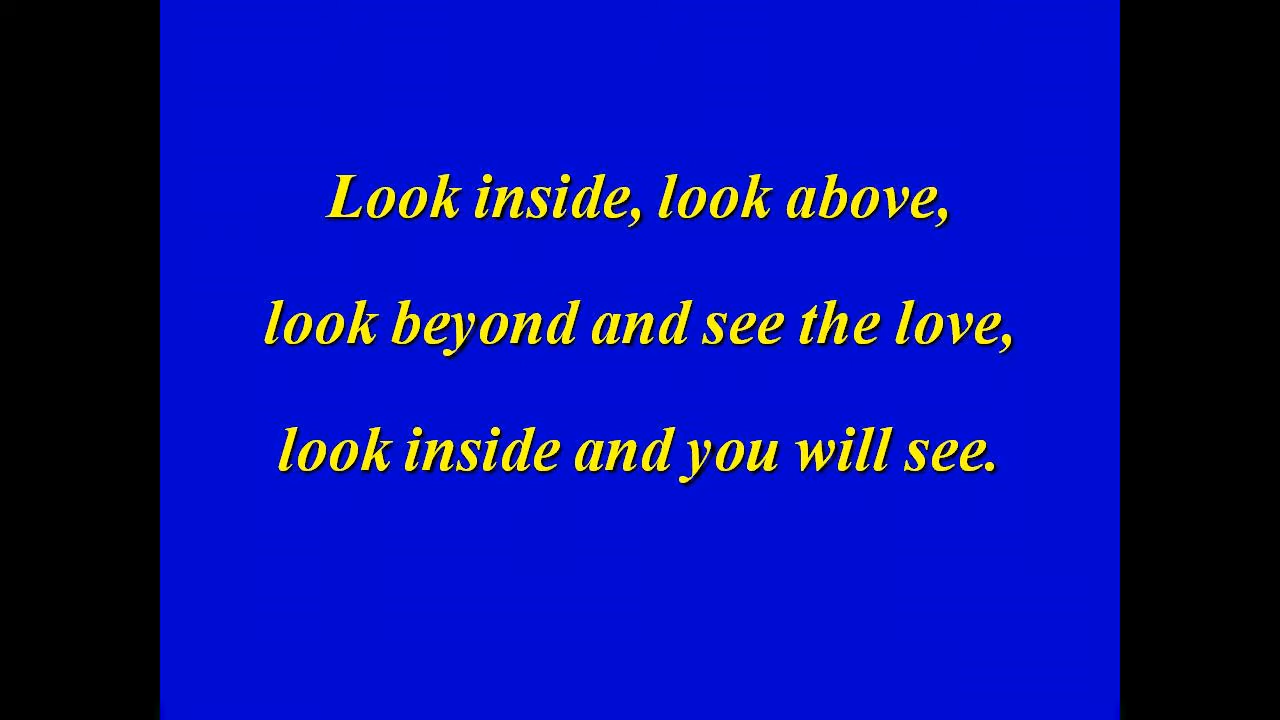 Look inside, look above,
look beyond and see the love,
look inside and you will see.